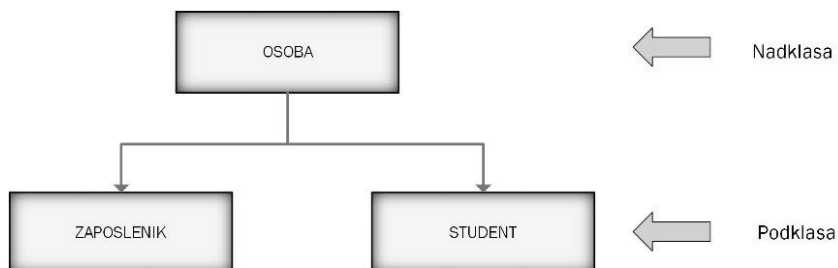 OSOBA
Nadklasa
ZAPOSLENIK
STUDENT
Podklasa